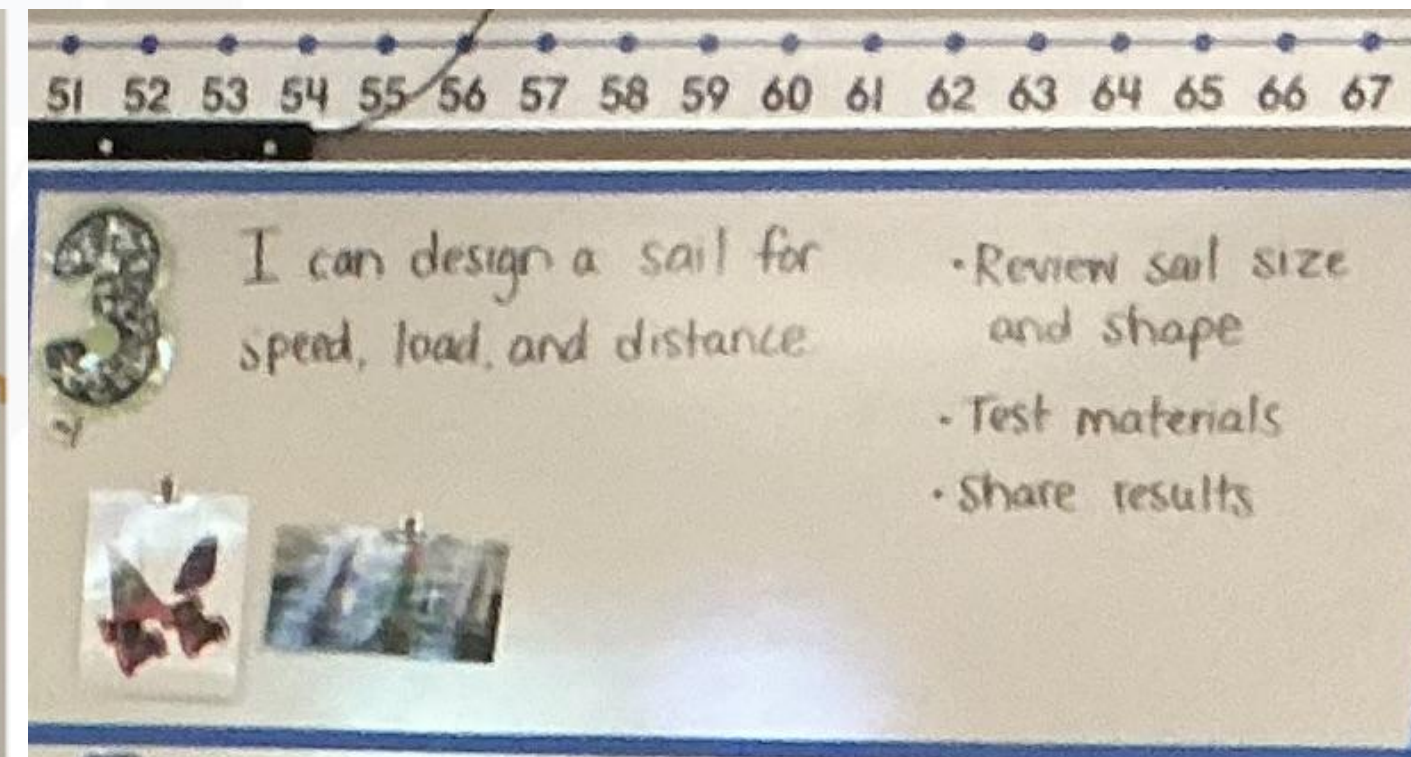 51 52 53 54 55 56 57 58 59 60 61 62 63 64 65 66 67
3
I can design a sail for
speed, load, and distance
• Review sail size
and shape
• Test materials
• Share results